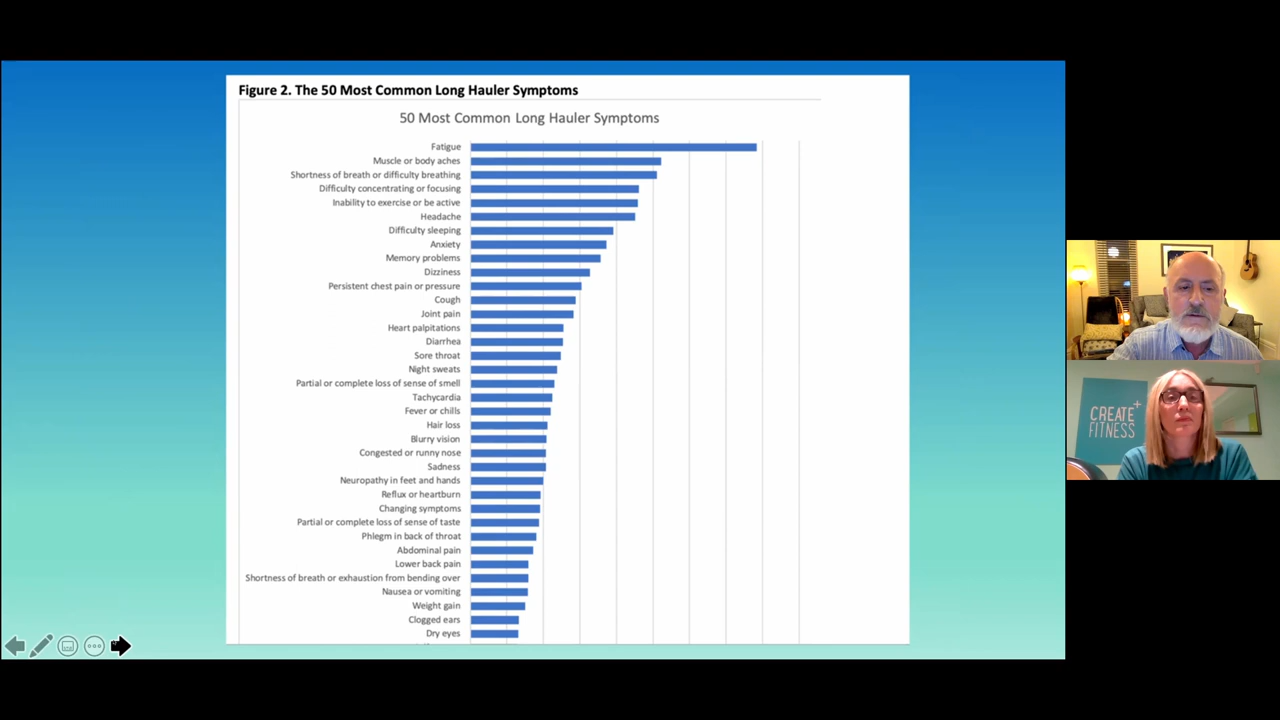 Figure 2. The 50 Most Common Long Hauler Symptoms
50 Most Common Long Hauler Symptoms
Fatigue
Muscle or body aches
Shortness of breath or difficulty breathing
Difficulty concentrating or focusing
Inability to exercise or be active
Headache
Difficulty sleeping
Anxiety
Memory problems
Dizziness
Persistent chest pain or pressure
Cough
Joint pain
Heart palpitations
Diarrhea
Sore throat
Night sweats
Partial or complete loss of sense of smell
Tachycardia
Fever or chills
Hair loss
Blurry vision
Congested or runny nose
Sadness
Neuropathy in feet and hands
Reflux or heartburn
Changing symptoms
Partial or complete loss of sense of taste
Phlegm in back of throat
Abdominal pain
Lower back pain
Shortness of breath or exhaustion from bending over
Nausea or vomiting
Weight gain
Clogged ears
Dry eyes
CREATE+
FITNESS